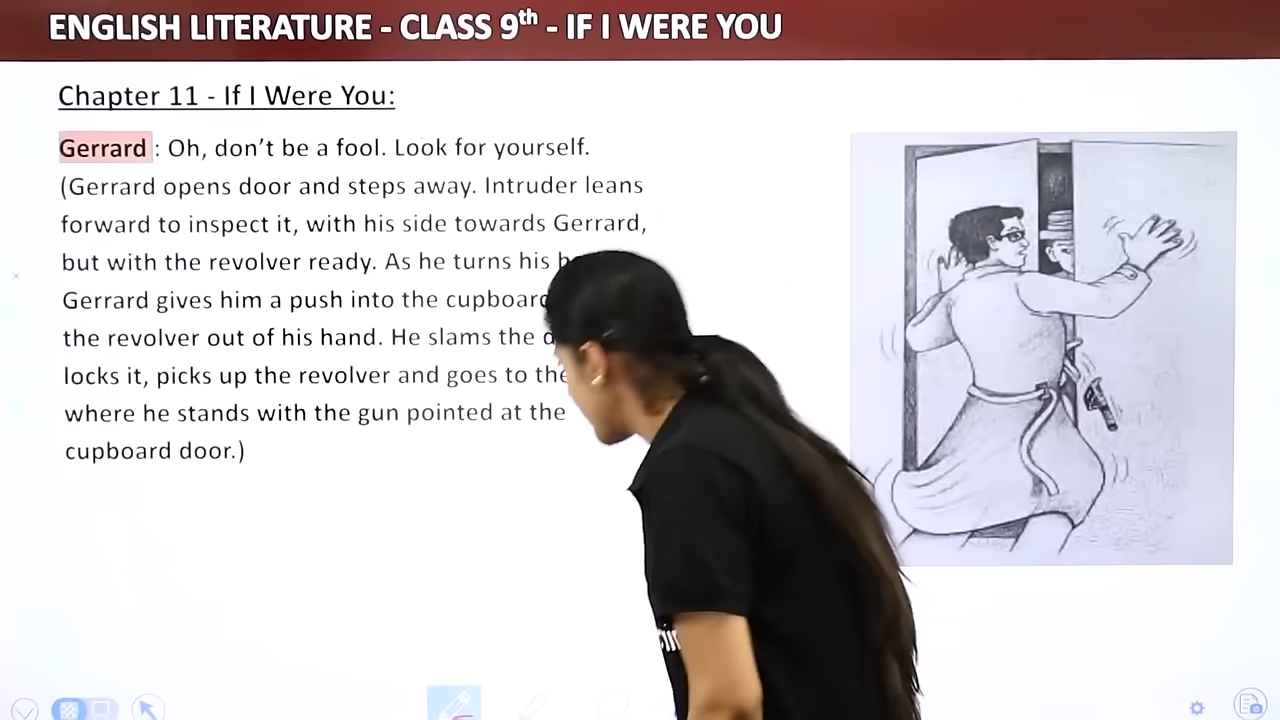 ENGLISH LITERATURE - CLASS 9th - IF I WERE YOU
Chapter 11 - If I Were You:
Gerrard : Oh, don't be a fool. Look for yourself.
(Gerrard opens door and steps away. Intruder leans
forward to inspect it, with his side towards Gerrard,
but with the revolver ready. As he turns his
Gerrard gives him a push into the cupboard
the revolver out of his hand. He slams the
locks it, picks up the revolver and goes to the
where he stands with the gun pointed at the
cupboard door.)